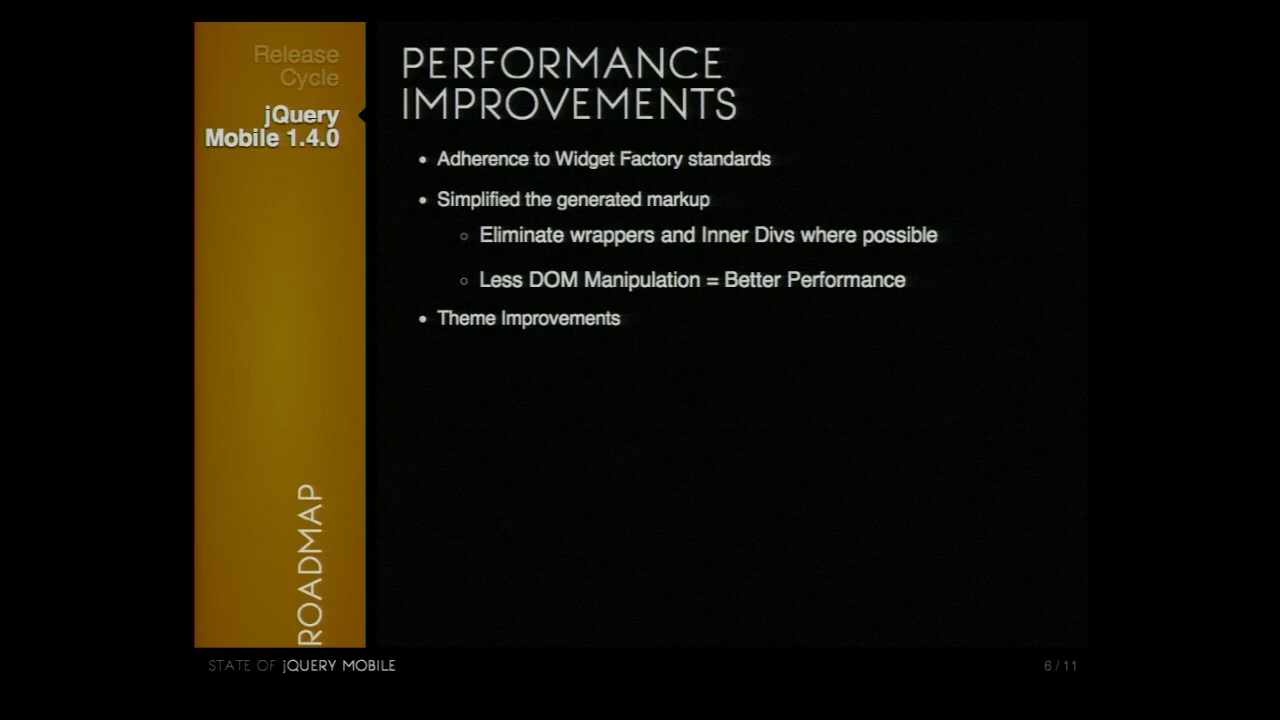 Release
Cycle
jQuery
Mobile 1.4.0
ROADMAP
PERFORMANCE
IMPROVEMENTS
• Adherence to Widget Factory standards
• Simplified the generated markup
○ Eliminate wrappers and Inner Divs where possible
○ Less DOM Manipulation = Better Performance
• Theme Improvements
STATE OF jQUERY MOBILE
6 / 11